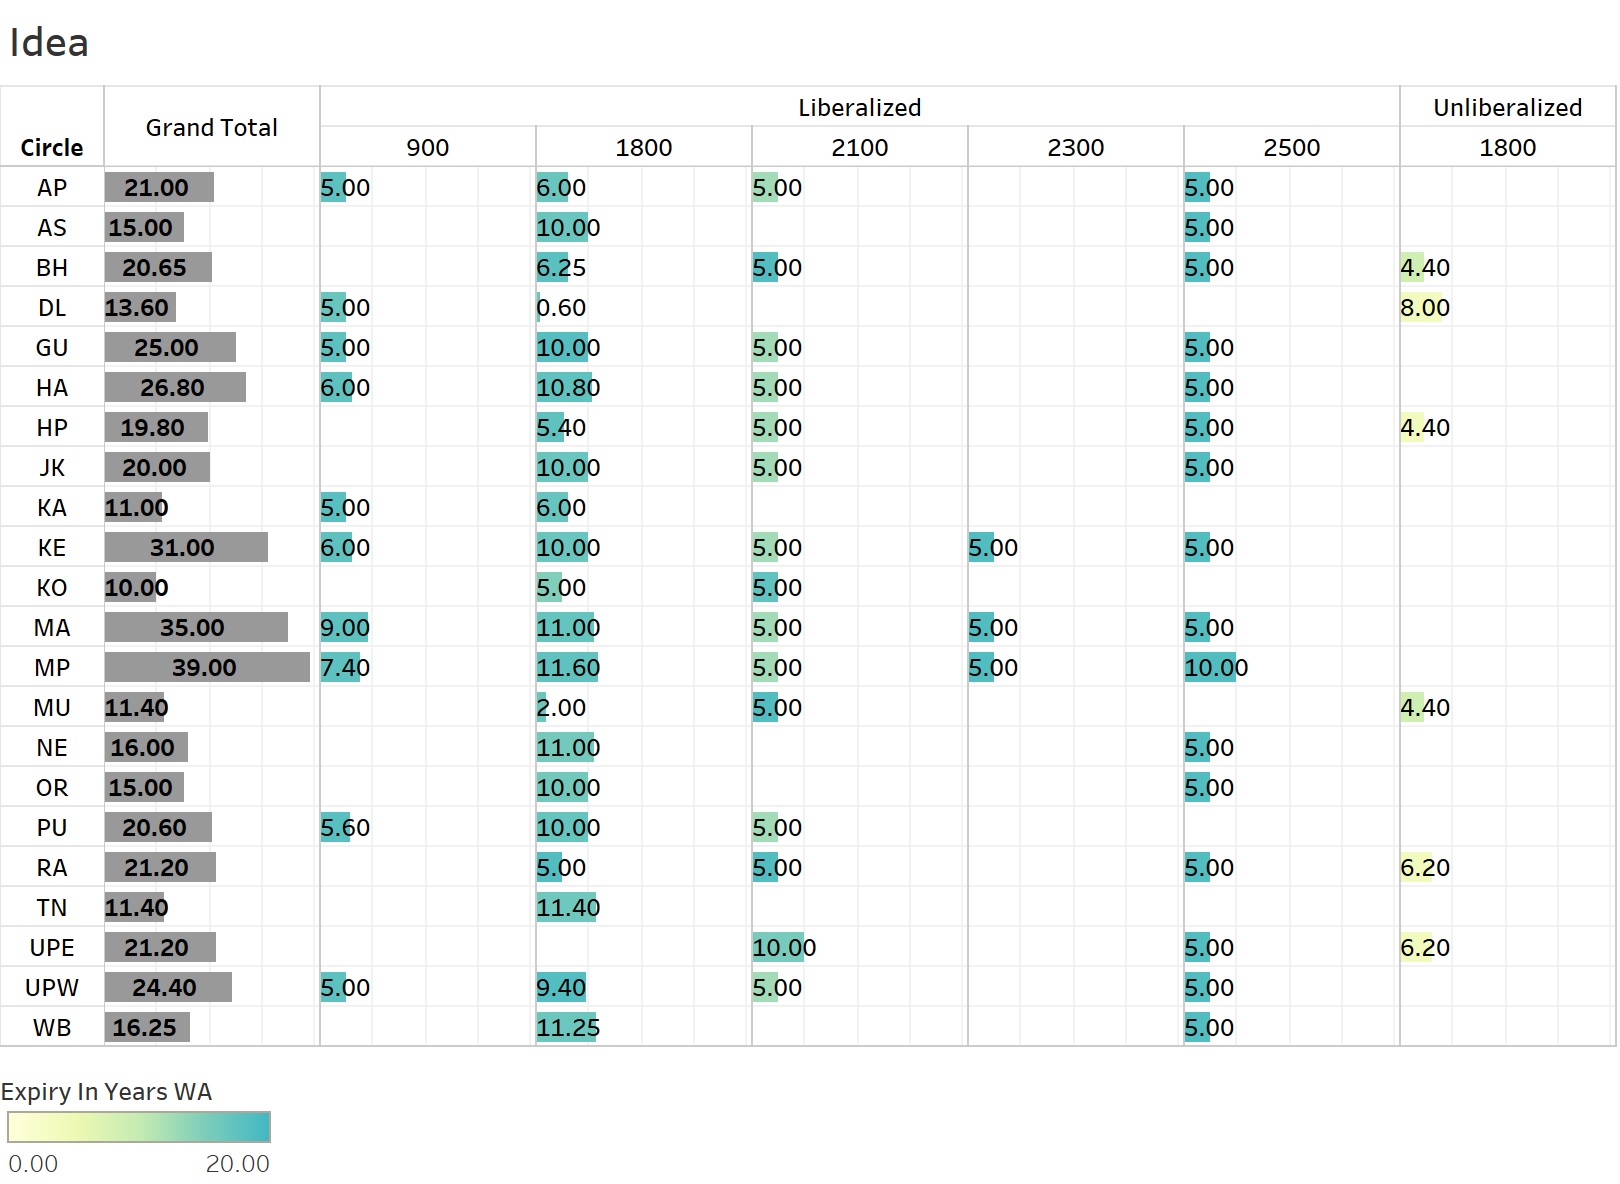 Idea
Liberalized Unliberalized
Circle Grand Total 900 1800 2100 2300 2500 1800
AP 21.00 5.00 6.00 5.00 5.00
AS 15.00 10.00 5.00
BH 20.65 6.25 5.00 5.00 4.40
DL 13.60 5.00 0.60 8.00
GU 25.00 5.00 10.00 5.00 5.00
HA 26.80 6.00 10.80 5.00 5.00
HP 19.80 5.40 5.00 5.00 4.40
JK 20.00 10.00 5.00 5.00
KA 11.00 5.00 6.00
KE 31.00 6.00 10.00 5.00 5.00 5.00
KO 10.00 5.00 5.00
MA 35.00 9.00 11.00 5.00 5.00 5.00
MP 39.00 7.40 11.60 5.00 5.00 10.00
MU 11.40 2.00 5.00 4.40
NE 16.00 11.00 5.00
OR 15.00 10.00 5.00
PU 20.60 5.60 10.00 5.00
RA 21.20 5.00 5.00 5.00 6.20
TN 11.40 11.40
UPE 21.20 10.00 5.00 6.20
UPW 24.40 5.00 9.40 5.00 5.00
WB 16.25 11.25 5.00
Expiry In Years WA
0.00 20.00